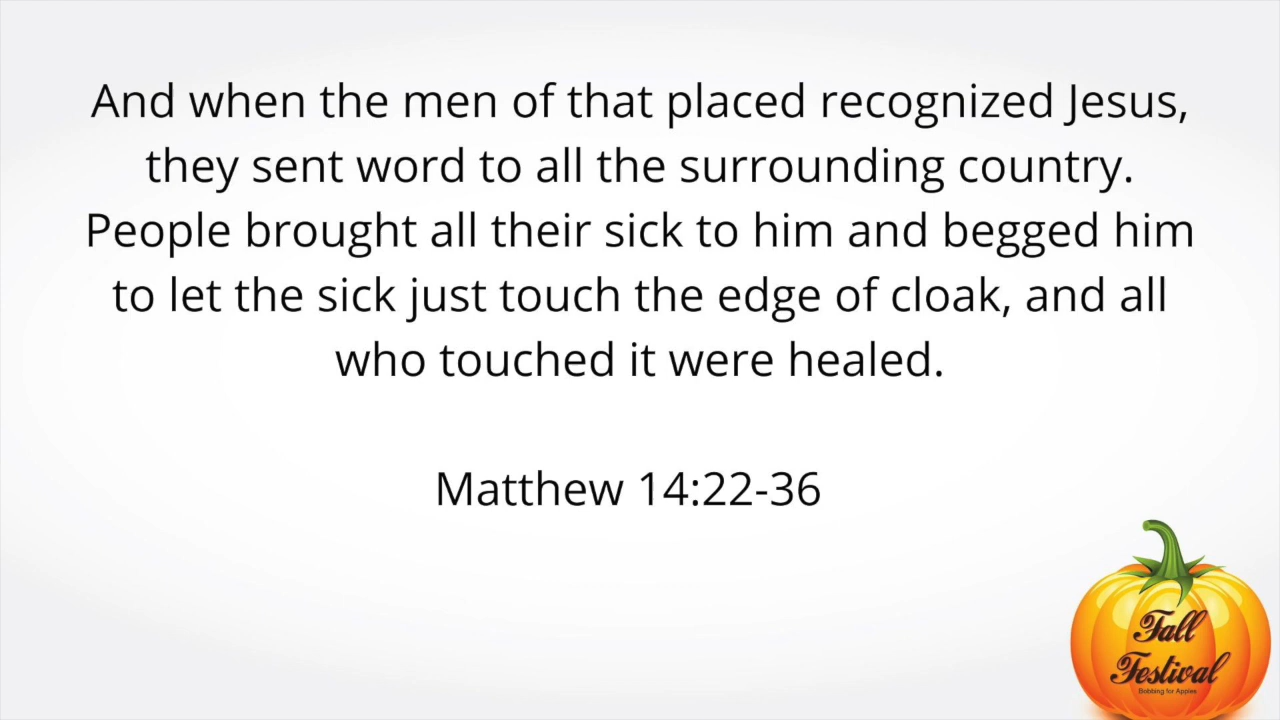 And when the men of that placed recognized Jesus,
they sent word to all the surrounding country.
People brought all their sick to him and begged him
to let the sick just touch the edge of cloak, and all
who touched it were healed.
Matthew 14:22-36
Fall
Festival
Bobbing for Apples